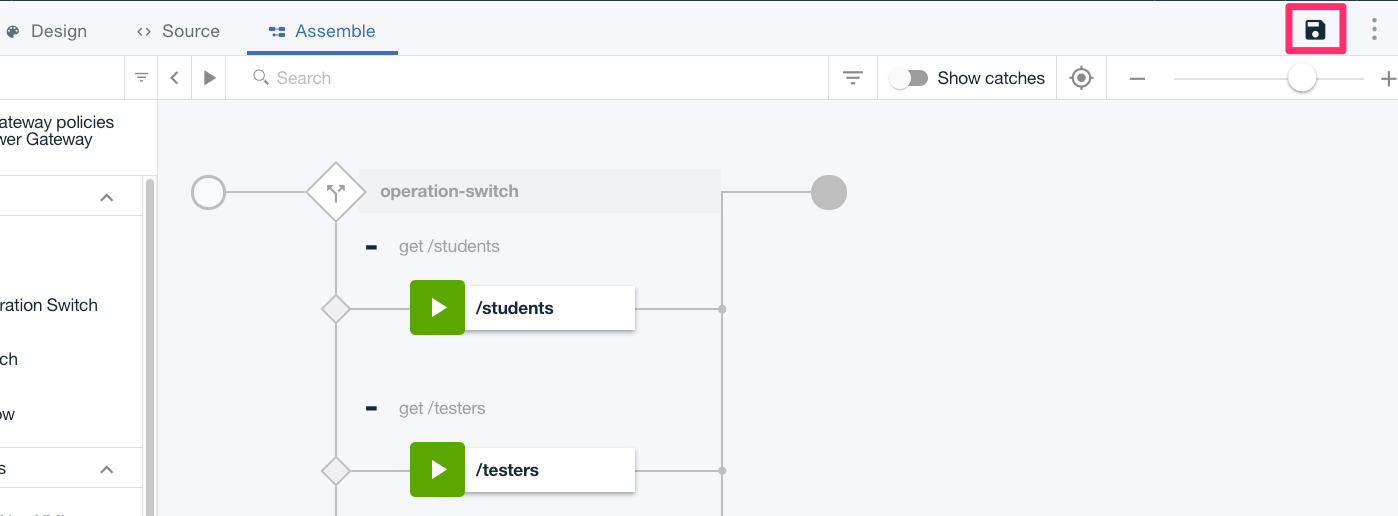 Design
Source
Assemble
Search
Show catches
ateway policies
wer Gateway
operation-switch
get /students
ration Switch
/students
ch
get /testers
ow
s
/testers